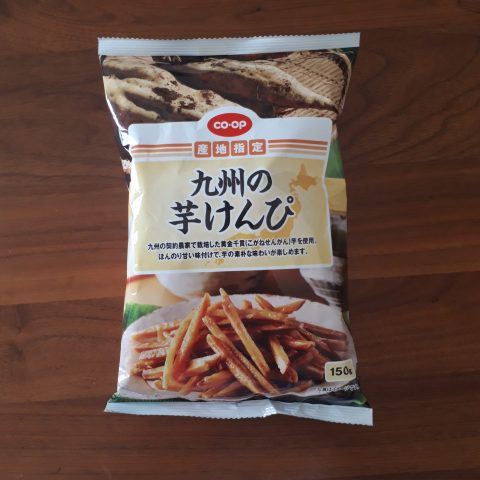 CO・OP
産地指定
九州の
芋けんぴ
九州の契約農家で栽培した黄金千貫(こがねせんがん)芋を使用。
ほんのり甘い味付けで、芋の素朴な味わいが楽しめます。
150g